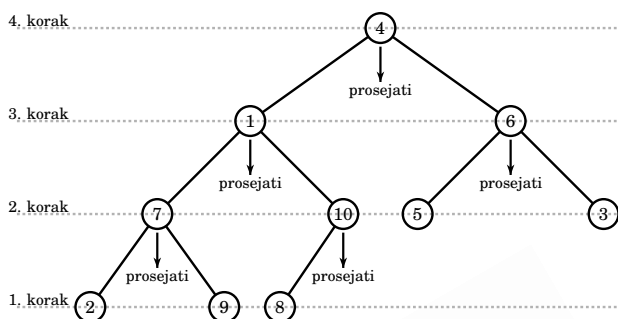 4. korak
4
prosejati
3. korak
1
6
prosejati
prosejati
2. korak
7
10
5
3
prosejati
prosejati
1. korak
2
9
8